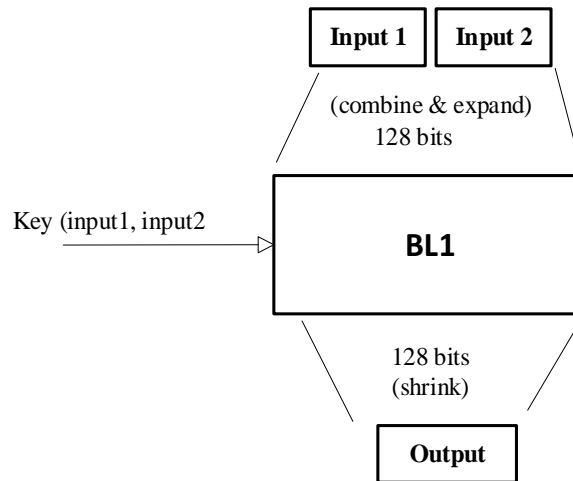 Input 1 Input 2
(combine & expand)
128 bits
Key (input1, input2
BL1
128 bits
(shrink)
Output